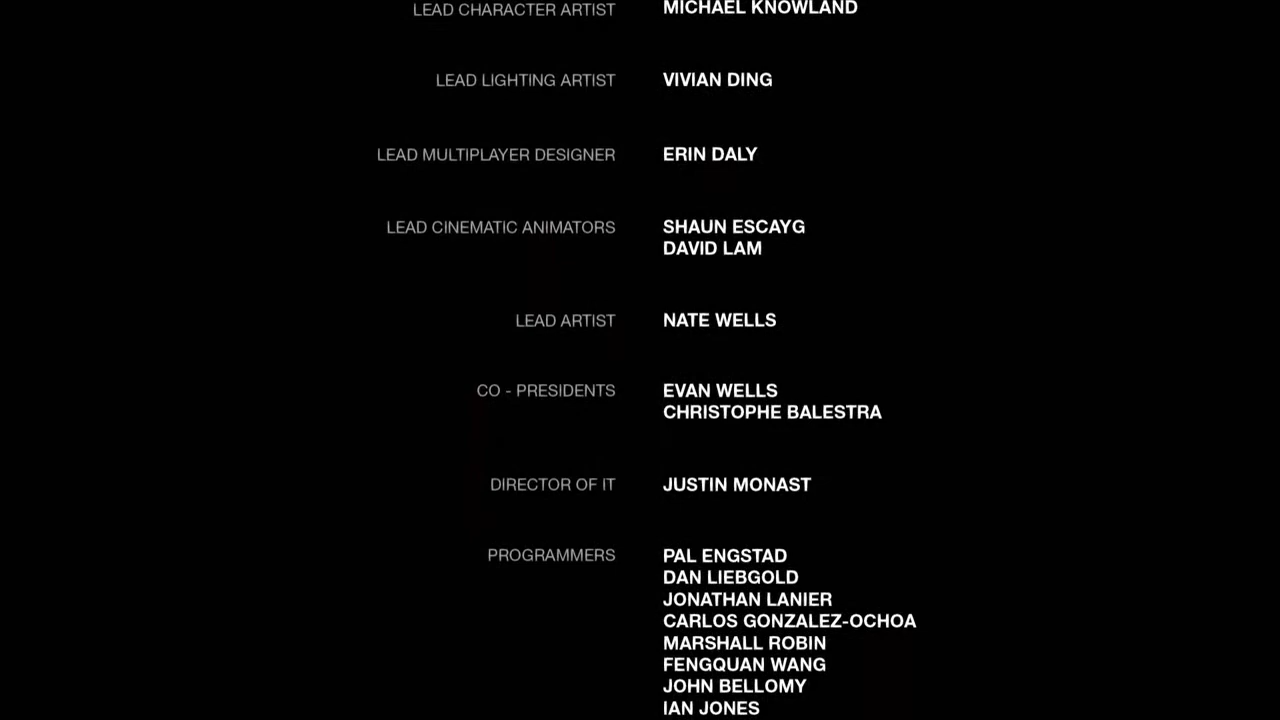 LEAD CHARACTER ARTIST MICHAEL KNOWLAND
LEAD LIGHTING ARTIST VIVIAN DING
LEAD MULTIPLAYER DESIGNER ERIN DALY
LEAD CINEMATIC ANIMATORS SHAUN ESCAYG
DAVID LAM
LEAD ARTIST NATE WELLS
CO - PRESIDENTS EVAN WELLS
CHRISTOPHE BALESTRA
DIRECTOR OF IT JUSTIN MONAST
PROGRAMMERS PAL ENGSTAD
DAN LIEBGOLD
JONATHAN LANIER
CARLOS GONZALEZ-OCHOA
MARSHALL ROBIN
FENGQUAN WANG
JOHN BELLOMY
IAN JONES